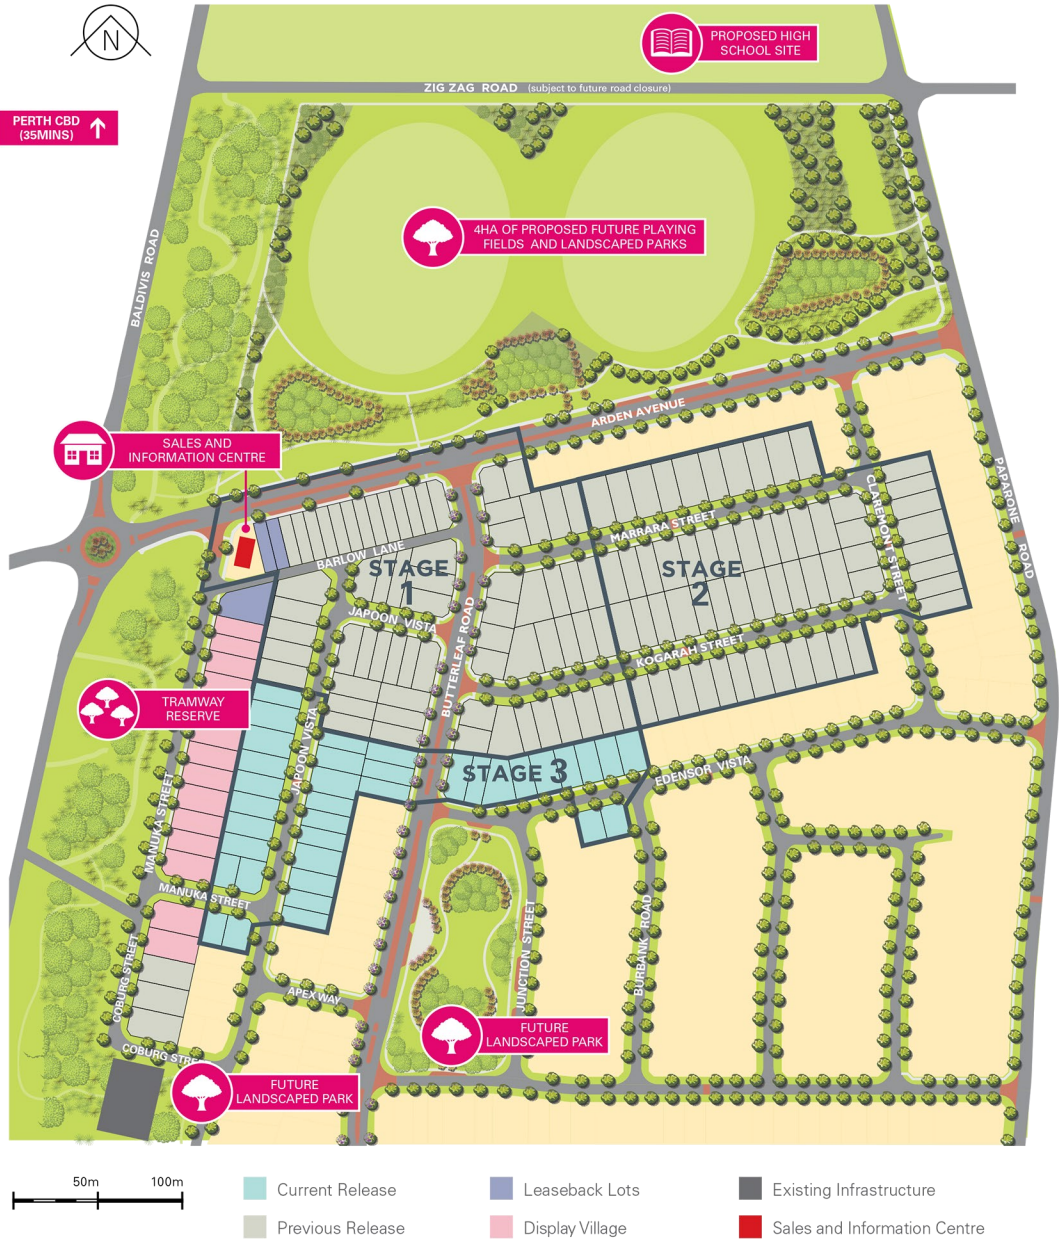 N
PROPOSED HIGH
SCHOOL SITE
ZIG ZAG ROAD (subject to future road closure)
PERTH CBD
(35MINS)
4HA OF PROPOSED FUTURE PLAYING
FIELDS AND LANDSCAPED PARKS
BALDIVIS ROAD
ARDEN AVENUE
SALES AND
INFORMATION CENTRE
PAPARONE ROAD
CLAREMONT STREET
MARRARA STREET
BARLOW LANE
STAGE
1
STAGE
2
JAPOON VISTA
BUTTERLEAF ROAD
KOGARAH STREET
TRAMWAY
RESERVE
JAPOON VISTA
STAGE 3
EDENSOR VISTA
MANUKA STREET
MANUKA STREET
JUNCTION STREET
BURBANK ROAD
COBURG STREET
APEX WAY
FUTURE
LANDSCAPED PARK
COBURG STRE
FUTURE
LANDSCAPED PARK
50m 100m
Current Release
Leaseback Lots
Existing Infrastructure
Previous Release
Display Village
Sales and Information Centre